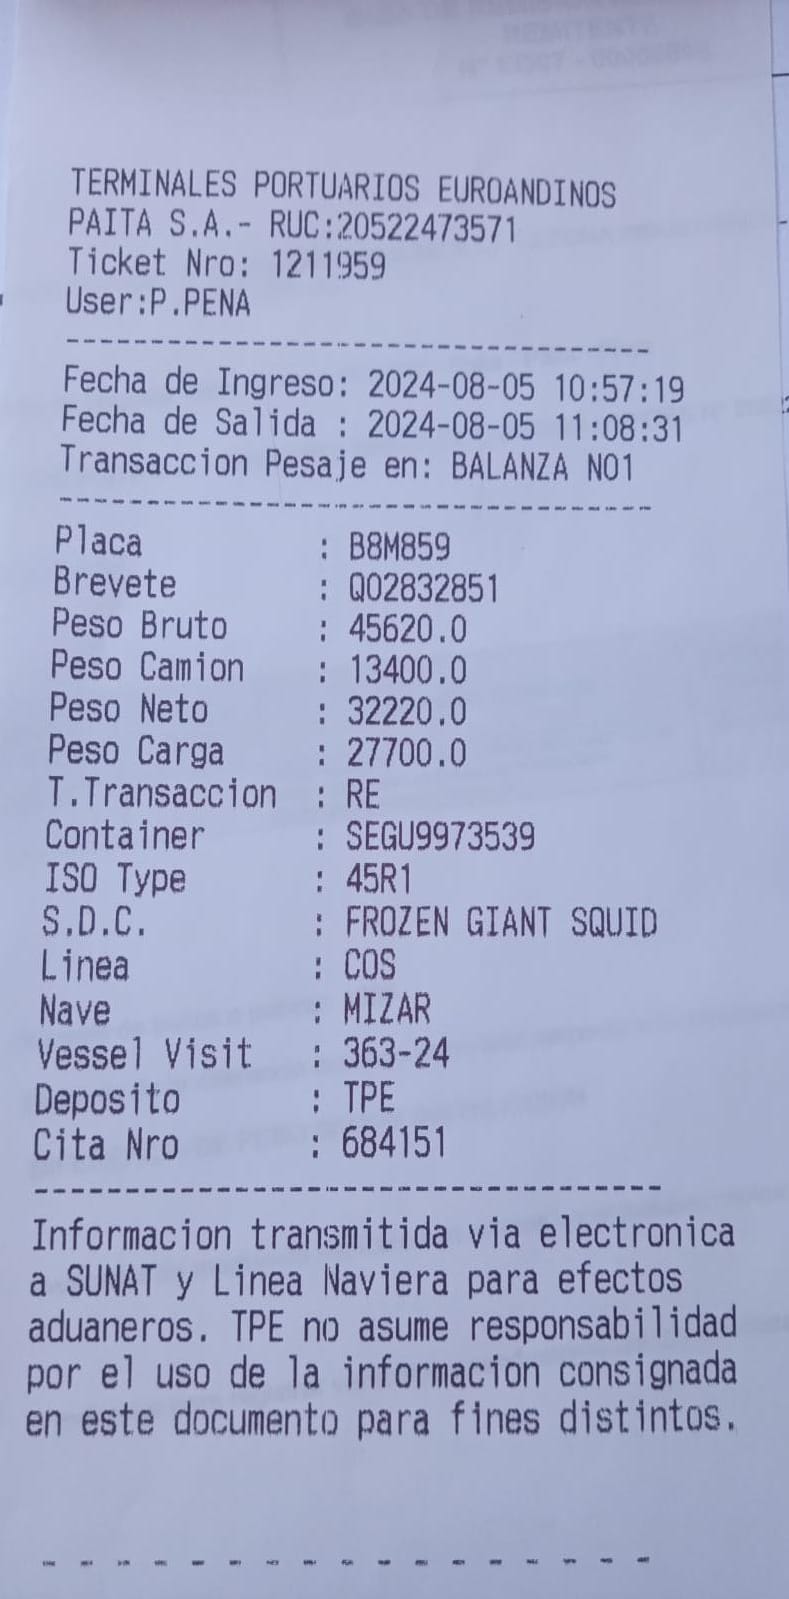 TERMINALES PORTUARIOS EUROANDINOS
PAITA S.A.- RUC:20522473571
Ticket Nro: 1211959
User:P.PENA
-----------------------------------
Fecha de Ingreso: 2024-08-05 10:57:19
Fecha de Salida : 2024-08-05 11:08:31
Transaccion Pesaje en: BALANZA NO1
-----------------------------------
Placa : B8M859
Brevete : Q02832851
Peso Bruto : 45620.0
Peso Camion : 13400.0
Peso Neto : 32220.0
Peso Carga : 27700.0
T.Transaccion : RE
Container : SEGU9973539
ISO Type : 45R1
S.D.C. : FROZEN GIANT SQUID
Linea : COS
Nave : MIZAR
Vessel Visit : 363-24
Deposito : TPE
Cita Nro : 684151
-----------------------------------
Informacion transmitida via electronica
a SUNAT y Linea Naviera para efectos
aduaneros. TPE no asume responsabilidad
por el uso de la informacion consignada
en este documento para fines distintos.
- - - - - - - - - - - - - - - - -